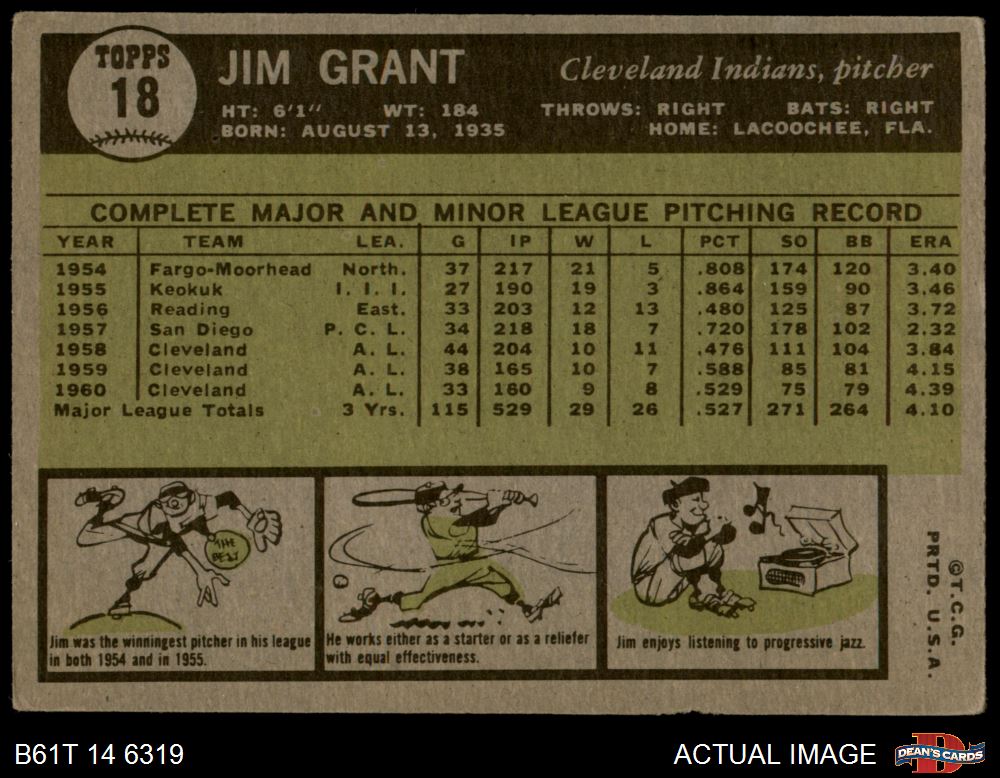 TOPPS
18
JIM GRANT
Cleveland Indians, pitcher
HT: 6'1" WT: 184 THROWS: RIGHT BATS: RIGHT
BORN: AUGUST 13, 1935 HOME: LACOOCHEE, FLA.
COMPLETE MAJOR AND MINOR LEAGUE PITCHING RECORD
YEAR TEAM LEA. G IP W L PCT SO BB ERA
1954 Fargo-Moorhead North. 37 217 21 5 .808 174 120 3.40
1955 Keokuk I. I. I. 27 190 19 3 .864 159 90 3.46
1956 Reading East. 33 203 12 13 .480 125 87 3.72
1957 San Diego P. C. L. 34 218 18 7 .720 178 102 2.32
1958 Cleveland A. L. 44 204 10 11 .476 111 104 3.84
1959 Cleveland A. L. 38 165 10 7 .588 85 81 4.15
1960 Cleveland A. L. 33 160 9 8 .529 75 79 4.39
Major League Totals 3 Yrs. 115 529 29 26 .527 271 264 4.10
THE
BEST
Jim was the winningest pitcher in his league
in both 1954 and in 1955.
He works either as a starter or as a reliefer
with equal effectiveness.
Jim enjoys listening to progressive jazz.
©T.C.G.
PRTD. U.S.A.
B61T 14 6319
ACTUAL IMAGE
DEAN'S CARDS